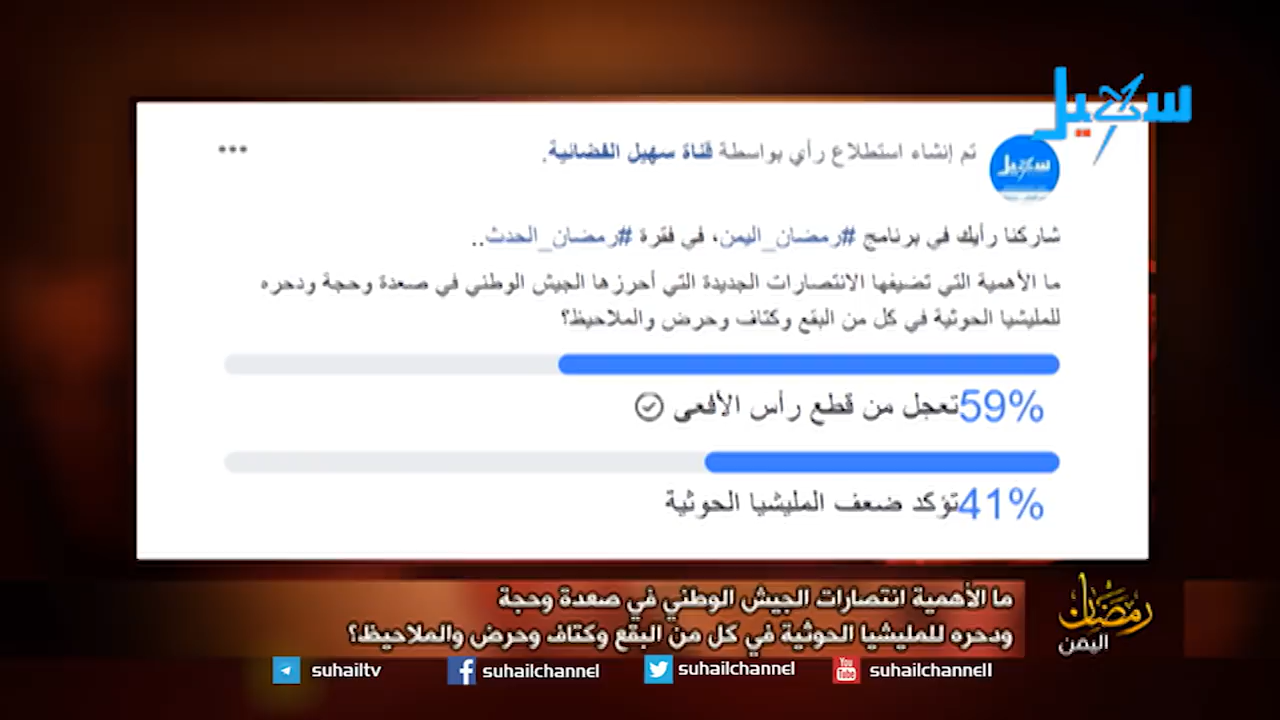 سهيل
تم إنشاء استطلاع رأي بواسطة قناة سهيل الفضائية.
سهيل
شاركنا رأيك في برنامج #رمضان_اليمن، في فقرة #رمضان_الحدث..
ما الأهمية التي تضيفها الانتصارات الجديدة التي أحرزها الجيش الوطني في صعدة وحجة ودحره
للمليشيا الحوثية في كل من البقع وكتاف وحرض والملاحيظ؟
59% تعجل من قطع رأس الأفعى
41% تؤكد ضعف المليشيا الحوثية
ما الأهمية انتصارات الجيش الوطني في صعدة وحجة
ودحره للمليشيا الحوثية في كل من البقع وكتاف وحرض والملاحيظ؟
رمضان
اليمن
suhailtv
suhailchannel
suhailchannel
You Tube suhailchannell